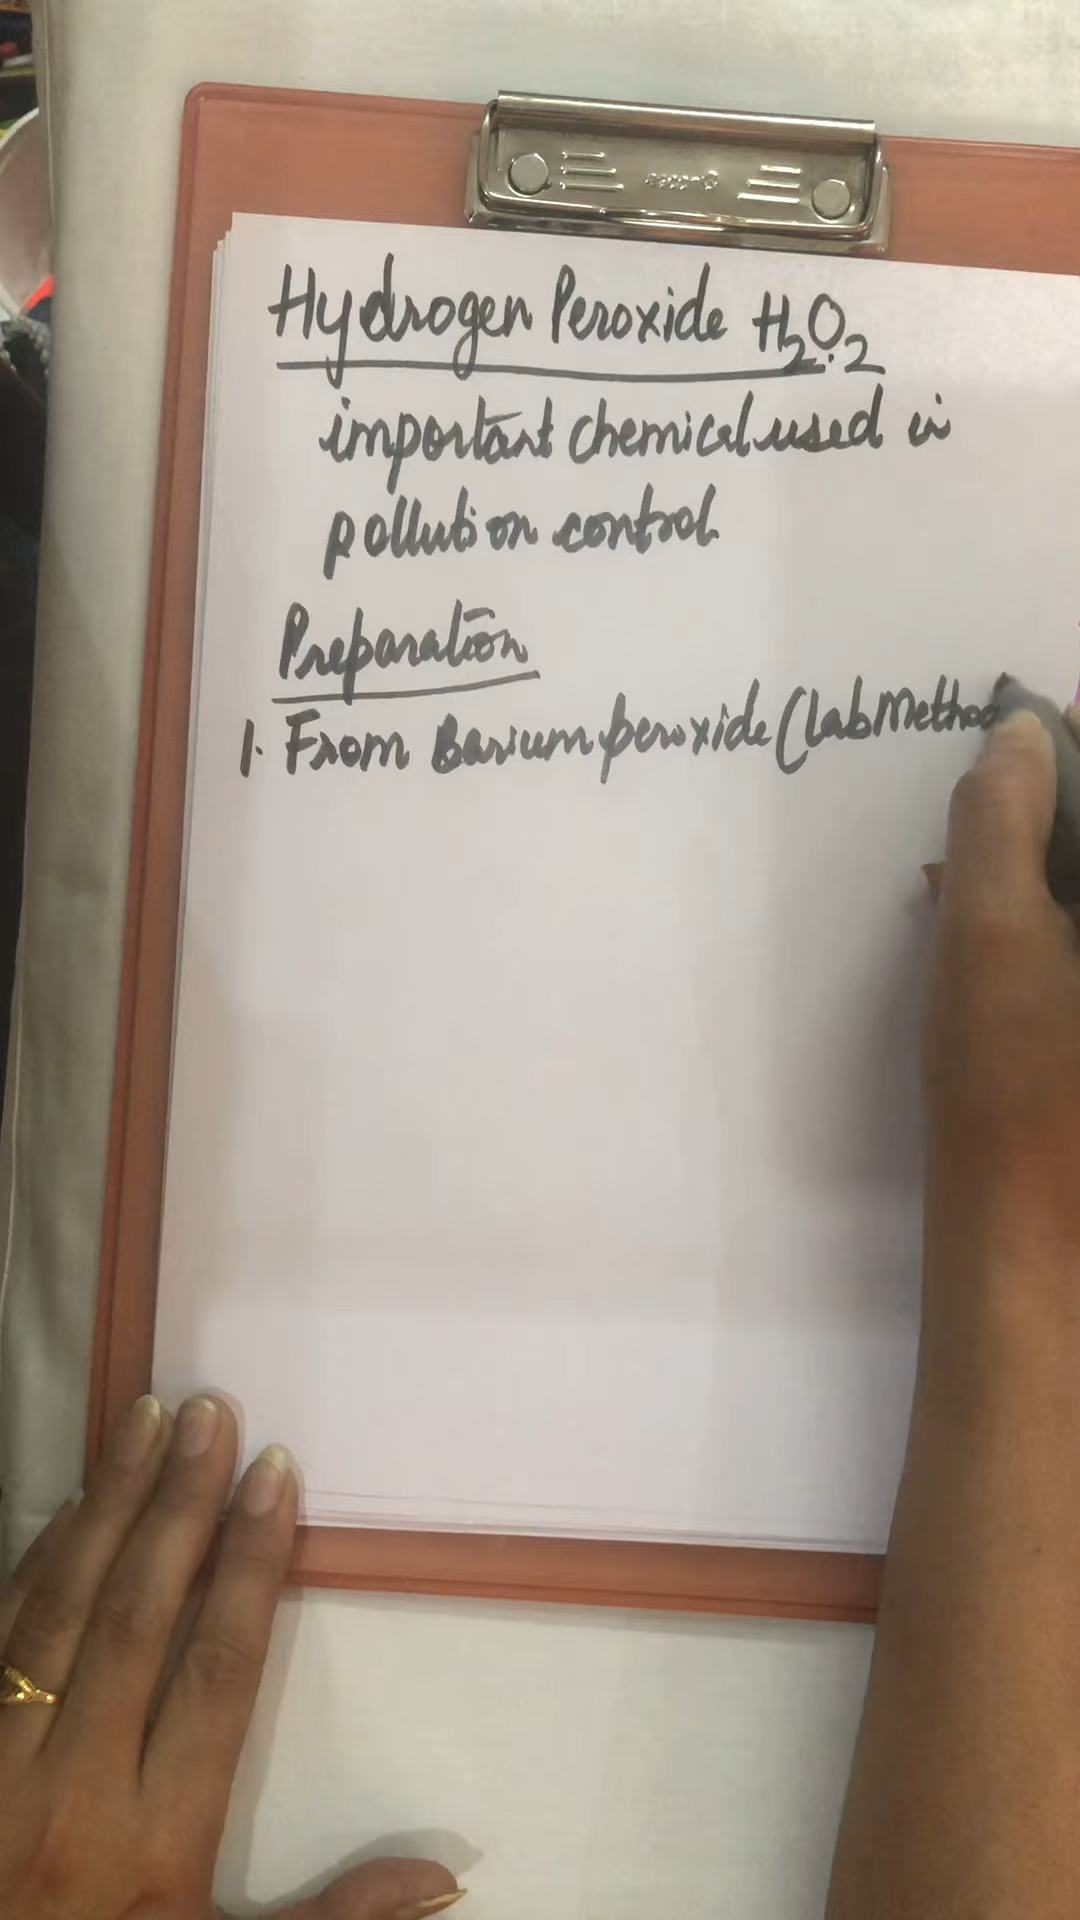 Hydrogen Peroxide H₂O₂
important chemical used in
pollution control
Preparation
1. From Barium peroxide (Lab Method